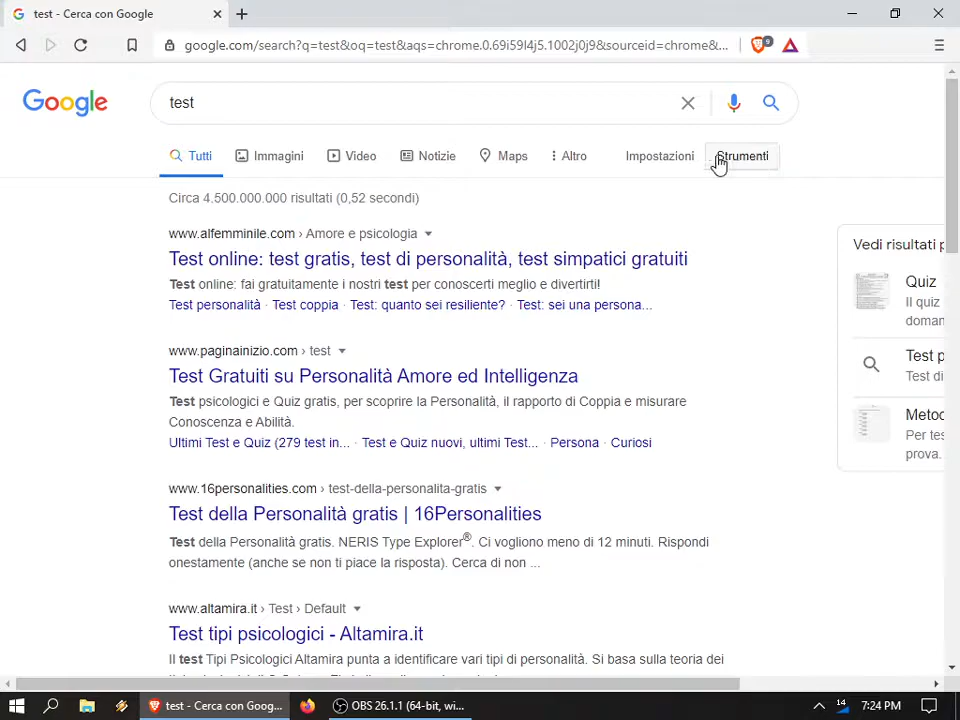 test - Cerca con Google
google.com/search?q=test&oq=test&aqs=chrome.0.69i59l4j5.1002j0j9&sourceid=chrome&...
9
Google
test
Tutti
Immagini
Video
Notizie
Maps
Altro
Impostazioni
Strumenti
Circa 4.500.000.000 risultati (0,52 secondi)
www.alfemminile.com › Amore e psicologia
Test online: test gratis, test di personalità, test simpatici gratuiti
Test online: fai gratuitamente i nostri test per conoscerti meglio e divertirti!
Test personalità · Test coppia · Test: quanto sei resiliente? · Test: sei una persona...
www.paginainizio.com › test
Test Gratuiti su Personalità Amore ed Intelligenza
Test psicologici e Quiz gratis, per scoprire la Personalità, il rapporto di Coppia e misurare
Conoscenza e Abilità.
Ultimi Test e Quiz (279 test in... · Test e Quiz nuovi, ultimi Test... · Persona · Curiosi
www.16personalities.com › test-della-personalita-gratis
Test della Personalità gratis | 16Personalities
Test della Personalità gratis. NERIS Type Explorer®. Ci vogliono meno di 12 minuti. Rispondi
onestamente (anche se non ti piace la risposta). Cerca di non ...
www.altamira.it › Test › Default
Test tipi psicologici - Altamira.it
Il test Tipi Psicologici Altamira punta a identificare vari tipi di personalità. Si basa sulla teoria dei
Vedi risultati p
Quiz
Il quiz
doman
Test p
Test di
Metod
Per tes
prova.
test - Cerca con Goog...
OBS 26.1.1 (64-bit, wi...
14
7:24 PM